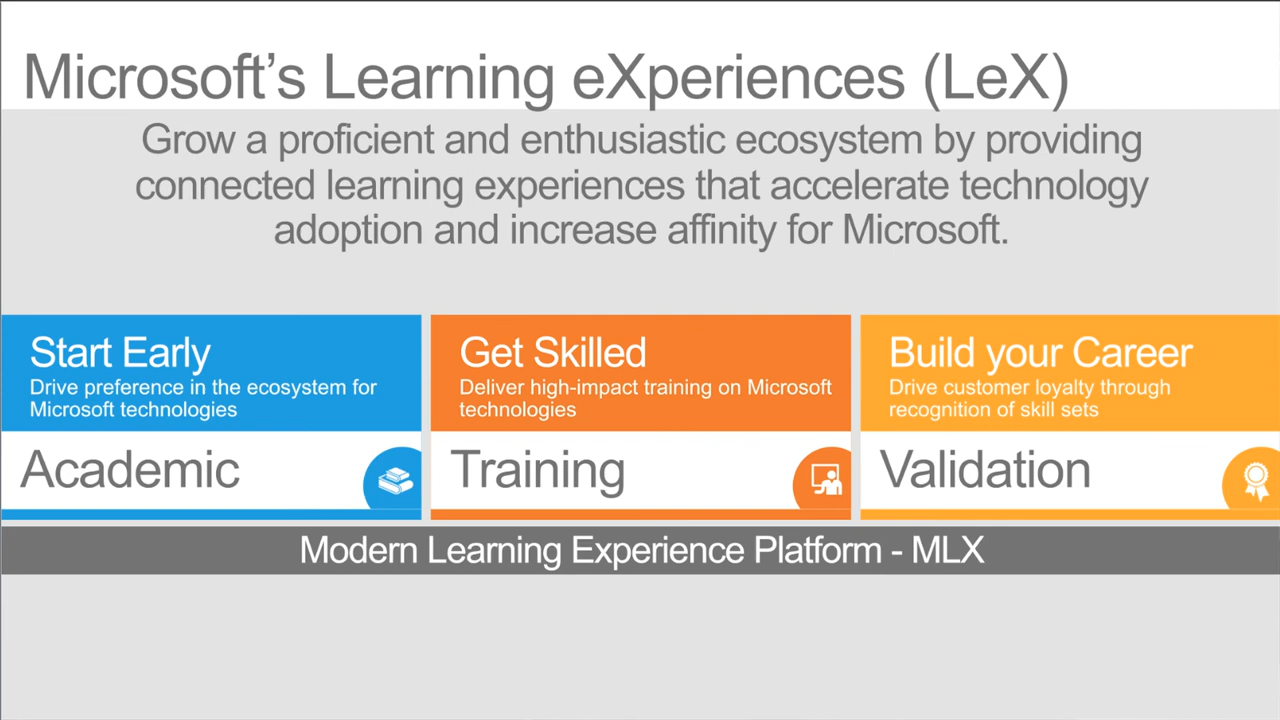 Microsoft’s Learning eXperiences (LeX)
Grow a proficient and enthusiastic ecosystem by providing
connected learning experiences that accelerate technology
adoption and increase affinity for Microsoft.
Start Early
Drive preference in the ecosystem for
Microsoft technologies
Academic
Get Skilled
Deliver high-impact training on Microsoft
technologies
Training
Build your Career
Drive customer loyalty through
recognition of skill sets
Validation
Modern Learning Experience Platform - MLX